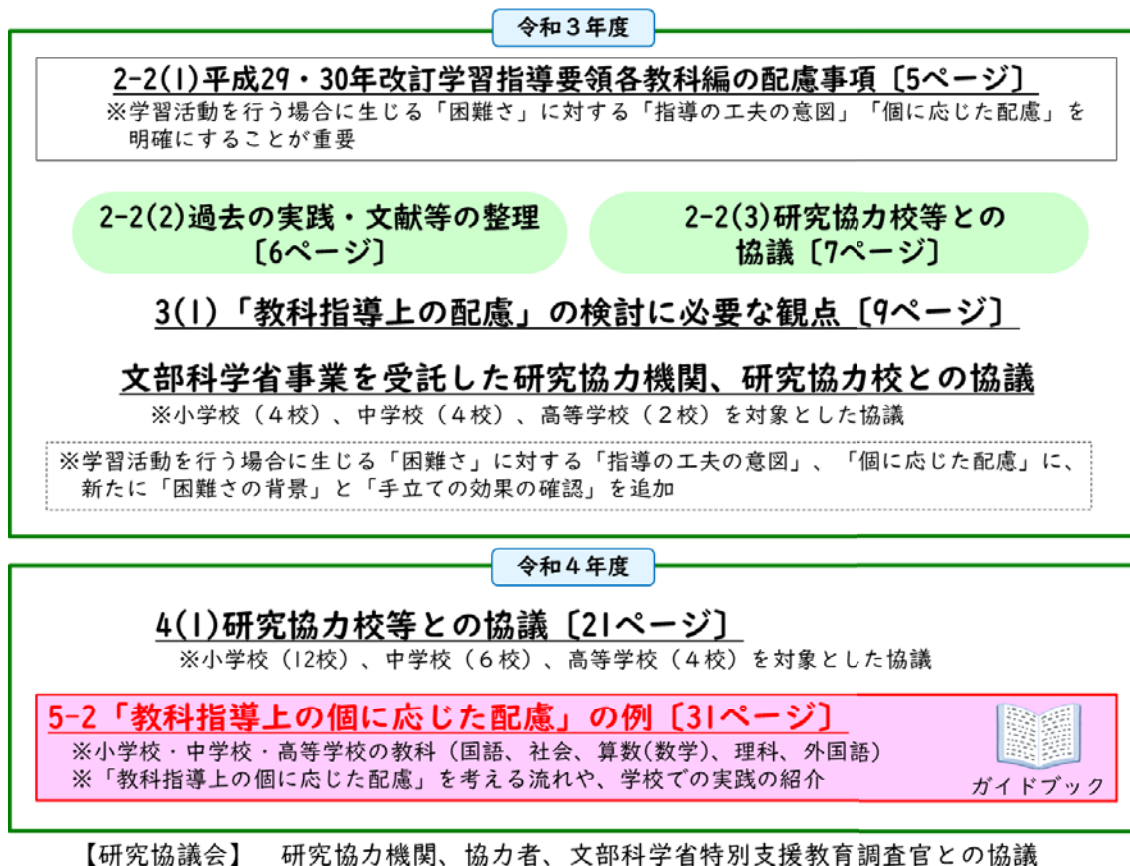 令和３年度
2-2(1)平成29・30年改訂学習指導要領各教科編の配慮事項〔5ページ〕
※学習活動を行う場合に生じる「困難さ」に対する「指導の工夫の意図」「個に応じた配慮」を
明確にすることが重要
2-2(2)過去の実践・文献等の整理
〔6ページ〕
2-2(3)研究協力校等との
協議〔7ページ〕
3(1)「教科指導上の配慮」の検討に必要な観点〔9ページ〕
文部科学省事業を受託した研究協力機関、研究協力校との協議
※小学校（４校）、中学校（４校）、高等学校（２校）を対象とした協議
※学習活動を行う場合に生じる「困難さ」に対する「指導の工夫の意図」、「個に応じた配慮」に、
新たに「困難さの背景」と「手立ての効果の確認」を追加
令和４年度
4(1)研究協力校等との協議〔21ページ〕
※小学校（12校）、中学校（６校）、高等学校（４校）を対象とした協議
5-2「教科指導上の個に応じた配慮」の例〔31ページ〕
※小学校・中学校・高等学校の教科（国語、社会、算数(数学)、理科、外国語）
※「教科指導上の個に応じた配慮」を考える流れや、学校での実践の紹介
ガイドブック
【研究協議会】　研究協力機関、協力者、文部科学省特別支援教育調査官との協議